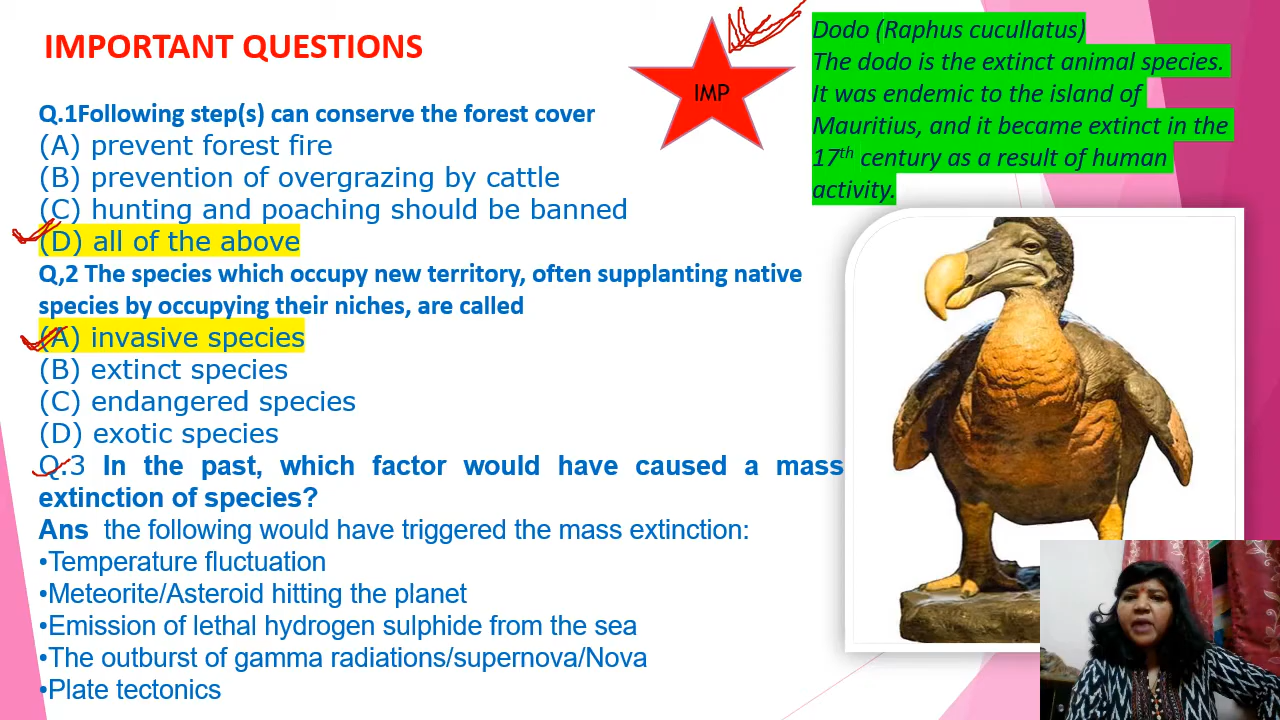 IMPORTANT QUESTIONS
Q.1Following step(s) can conserve the forest cover
(A) prevent forest fire
(B) prevention of overgrazing by cattle
(C) hunting and poaching should be banned
(D) all of the above
Q,2 The species which occupy new territory, often supplanting native
species by occupying their niches, are called
(A) invasive species
(B) extinct species
(C) endangered species
(D) exotic species
Q.3 In the past, which factor would have caused a mass
extinction of species?
Ans the following would have triggered the mass extinction:
•Temperature fluctuation
•Meteorite/Asteroid hitting the planet
•Emission of lethal hydrogen sulphide from the sea
•The outburst of gamma radiations/supernova/Nova
•Plate tectonics
IMP
Dodo (Raphus cucullatus)
The dodo is the extinct animal species.
It was endemic to the island of
Mauritius, and it became extinct in the
17th century as a result of human
activity.